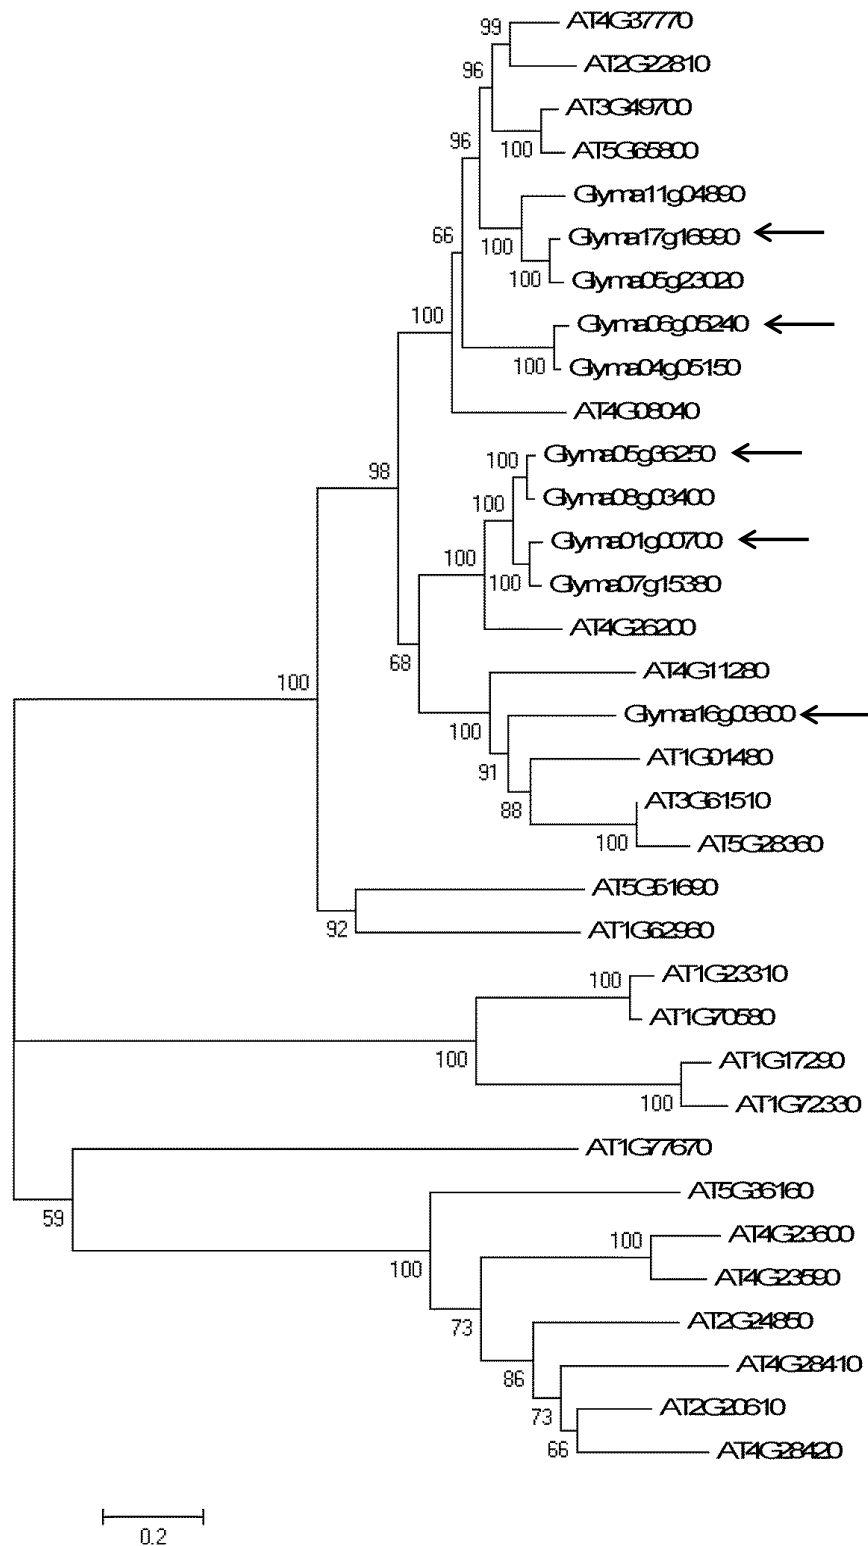 99
AT4G37770
96
AT2G22810
AT3G49700
96
100
AT5G65800
Glyma11g04890
66
100
Glyma17g16990
100
Glyma05g23020
100
Glyma06g05240
100
Glyma04g05150
AT4G08040
98
100
Glyma05g36250
100
Glyma08g03400
100
Glyma01g00700
100
Glyma07g15380
AT4G26200
68
100
AT4G11280
100
Glyma16g03600
91
AT1G01480
88
AT3G61510
100
AT5G28360
AT5G51690
92
AT1G62960
100
AT1G23310
AT1G70580
100
AT1G17290
100
AT1G72330
AT1G77670
59
AT5G36160
100
100
AT4G23600
AT4G23590
73
AT2G24850
86
AT4G28410
73
AT2G20610
66
AT4G28420
0.2